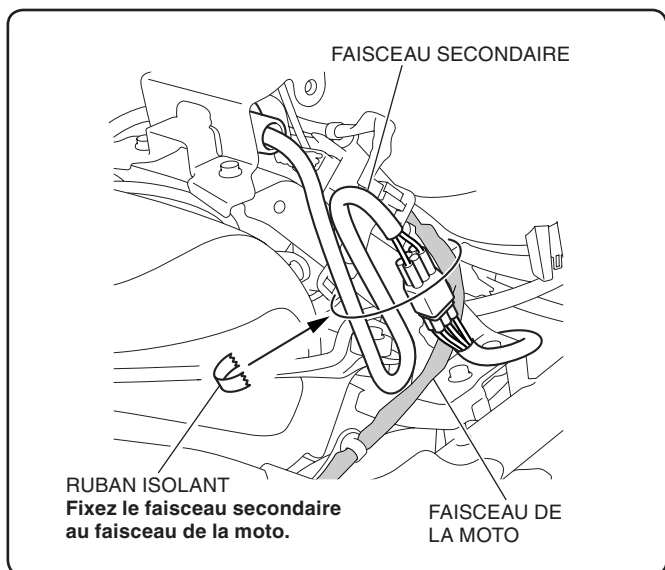 FAISCEAU SECONDAIRE
RUBAN ISOLANT
Fixez le faisceau secondaire
au faisceau de la moto.
FAISCEAU DE
LA MOTO